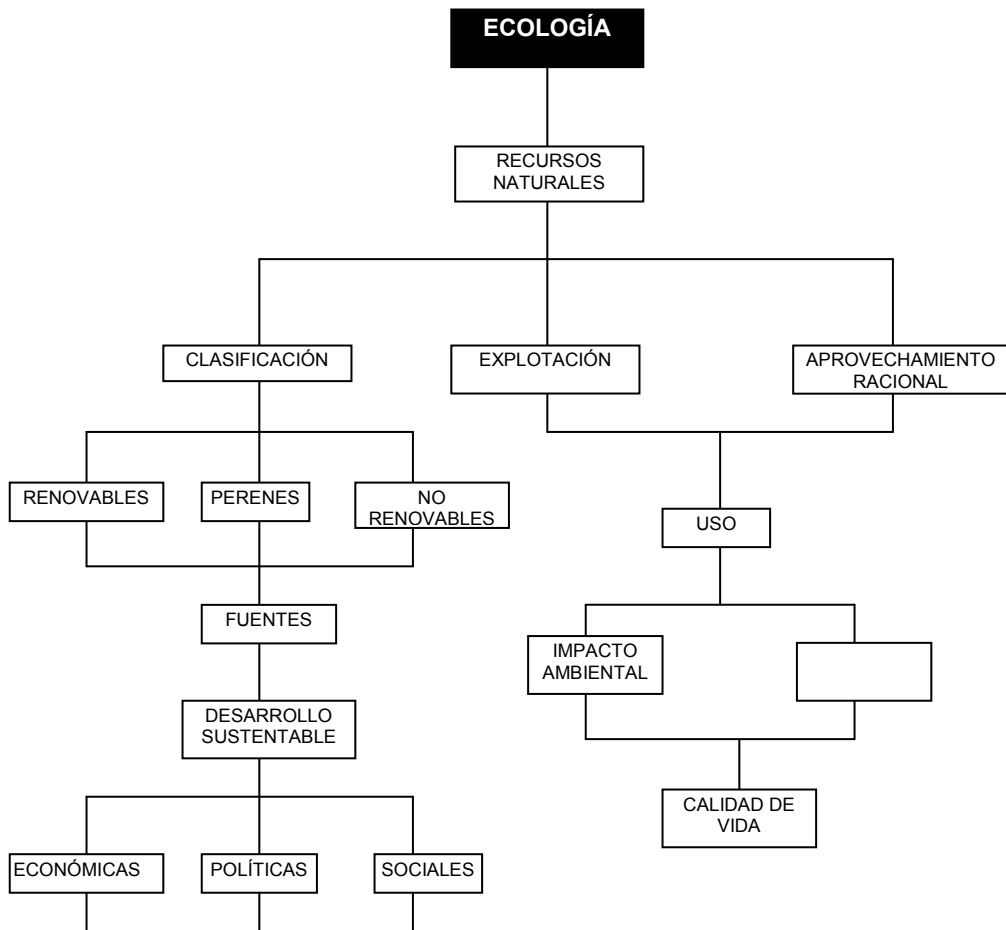 ECOLOGÍA
RECURSOS
NATURALES
CLASIFICACIÓN
EXPLOTACIÓN
APROVECHAMIENTO
RACIONAL
RENOVABLES
PERENES
NO
RENOVABLES
USO
FUENTES
IMPACTO
AMBIENTAL
DESARROLLO
SUSTENTABLE
CALIDAD DE
VIDA
ECONÓMICAS
POLÍTICAS
SOCIALES